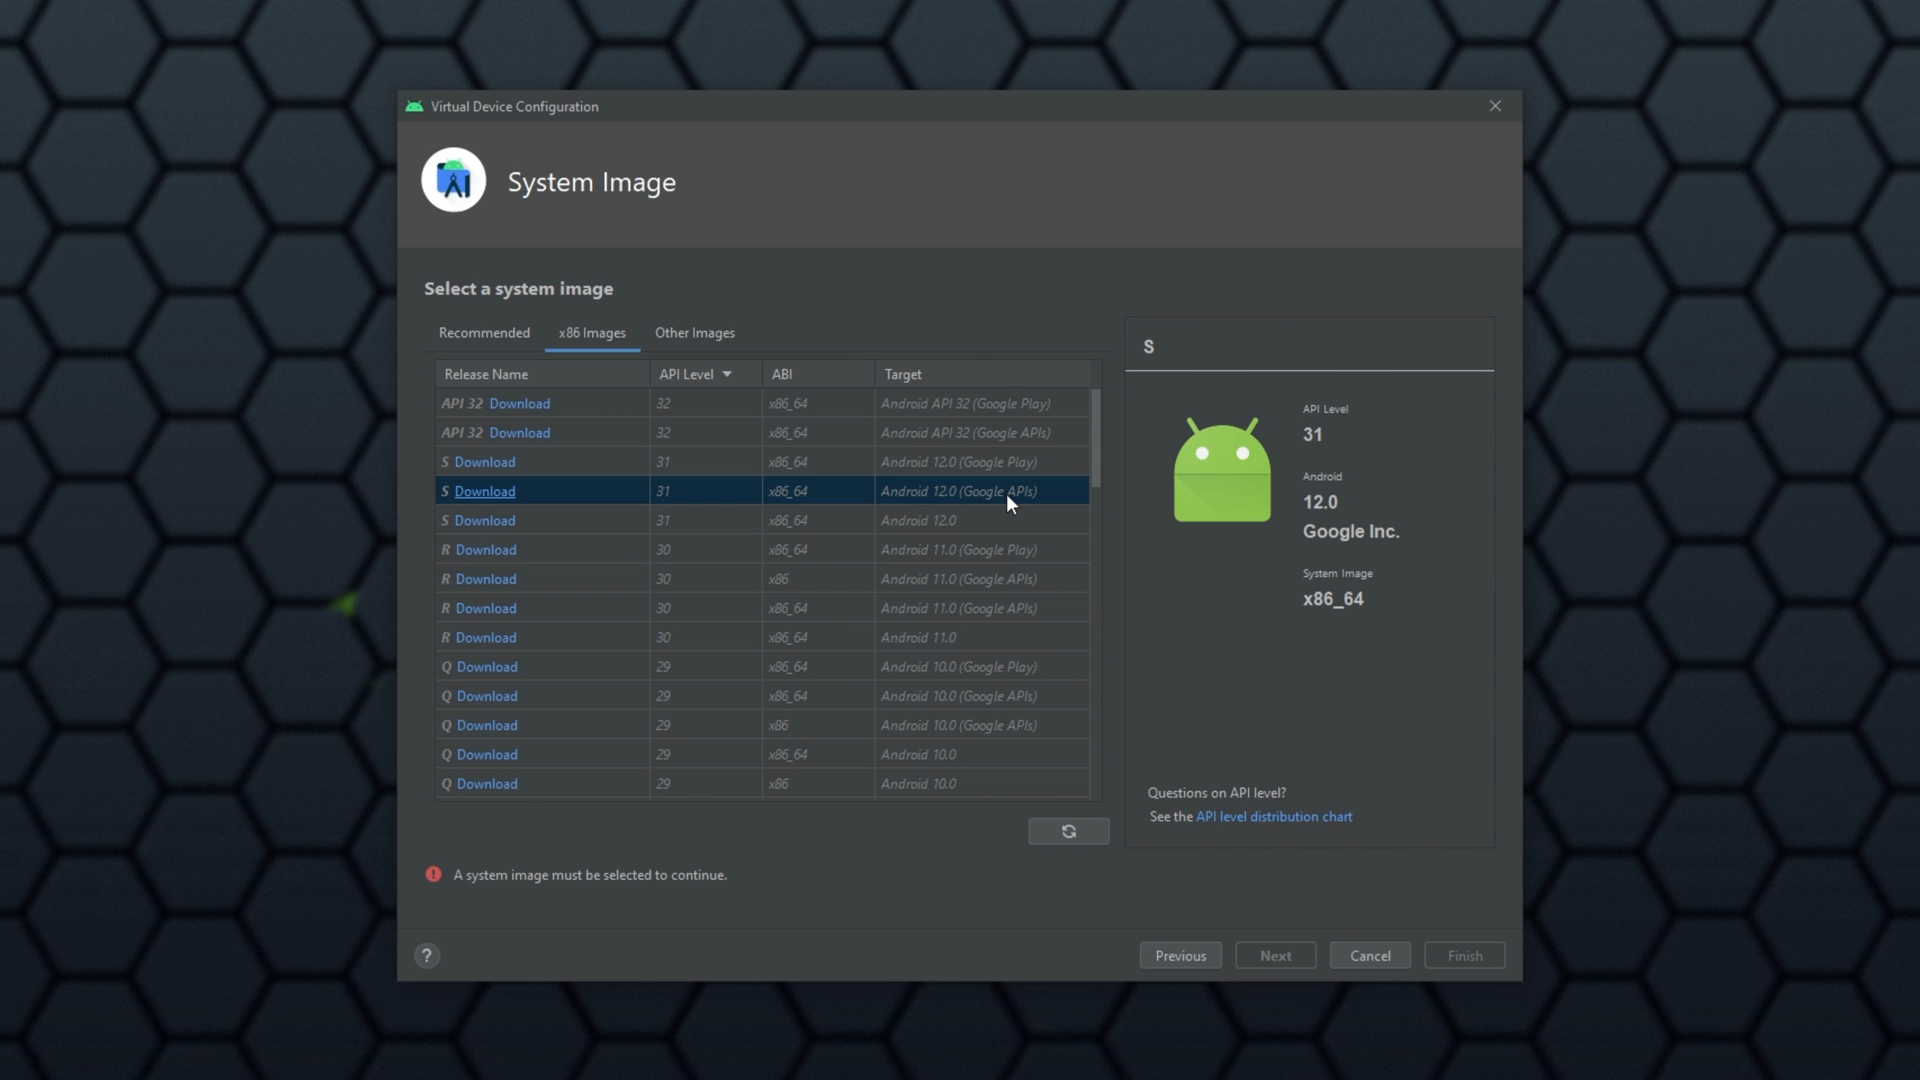 Virtual Device Configuration
System Image
Select a system image
Recommended x86 Images Other Images
Release Name API Level ABI Target
API 32 Download 32 x86_64 Android API 32 (Google Play)
API 32 Download 32 x86_64 Android API 32 (Google APIs)
S Download 31 x86_64 Android 12.0 (Google Play)
S Download 31 x86_64 Android 12.0 (Google APIs)
S Download 31 x86_64 Android 12.0
R Download 30 x86_64 Android 11.0 (Google Play)
R Download 30 x86 Android 11.0 (Google APIs)
R Download 30 x86_64 Android 11.0 (Google APIs)
R Download 30 x86_64 Android 11.0
Q Download 29 x86_64 Android 10.0 (Google Play)
Q Download 29 x86_64 Android 10.0 (Google APIs)
Q Download 29 x86 Android 10.0 (Google APIs)
Q Download 29 x86_64 Android 10.0
Q Download 29 x86 Android 10.0
S
API Level
31
Android
12.0
Google Inc.
System Image
x86_64
Questions on API level?
See the API level distribution chart
A system image must be selected to continue.
? Previous Next Cancel Finish